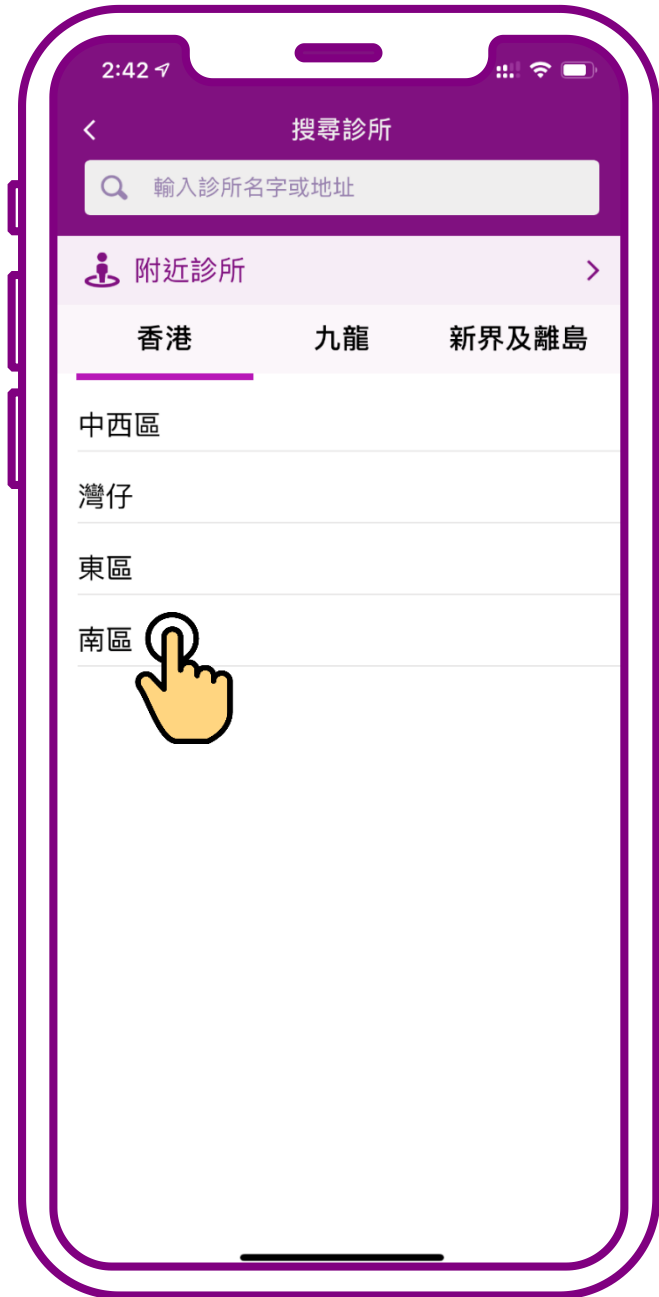 2:42
搜尋診所
輸入診所名字或地址
附近診所
香港 九龍 新界及離島
中西區
灣仔
東區
南區